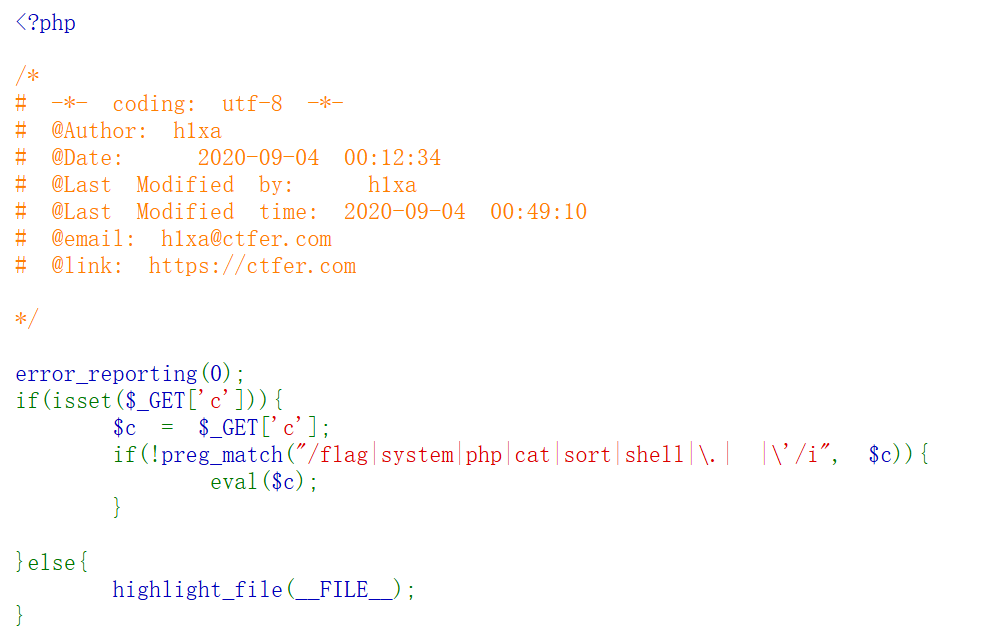 <?php
/*
# -*- coding: utf-8 -*-
# @Author: h1xa
# @Date:   2020-09-04 00:12:34
# @Last Modified by:   h1xa
# @Last Modified time: 2020-09-04 00:49:10
# @email: h1xa@ctfer.com
# @link: https://ctfer.com
*/
error_reporting(0);
if(isset($_GET['c'])){
    $c = $_GET['c'];
    if(!preg_match("/flag|system|php|cat|sort|shell|\.| |\'/i", $c)){
        eval($c);
    }
}else{
    highlight_file(__FILE__);
}